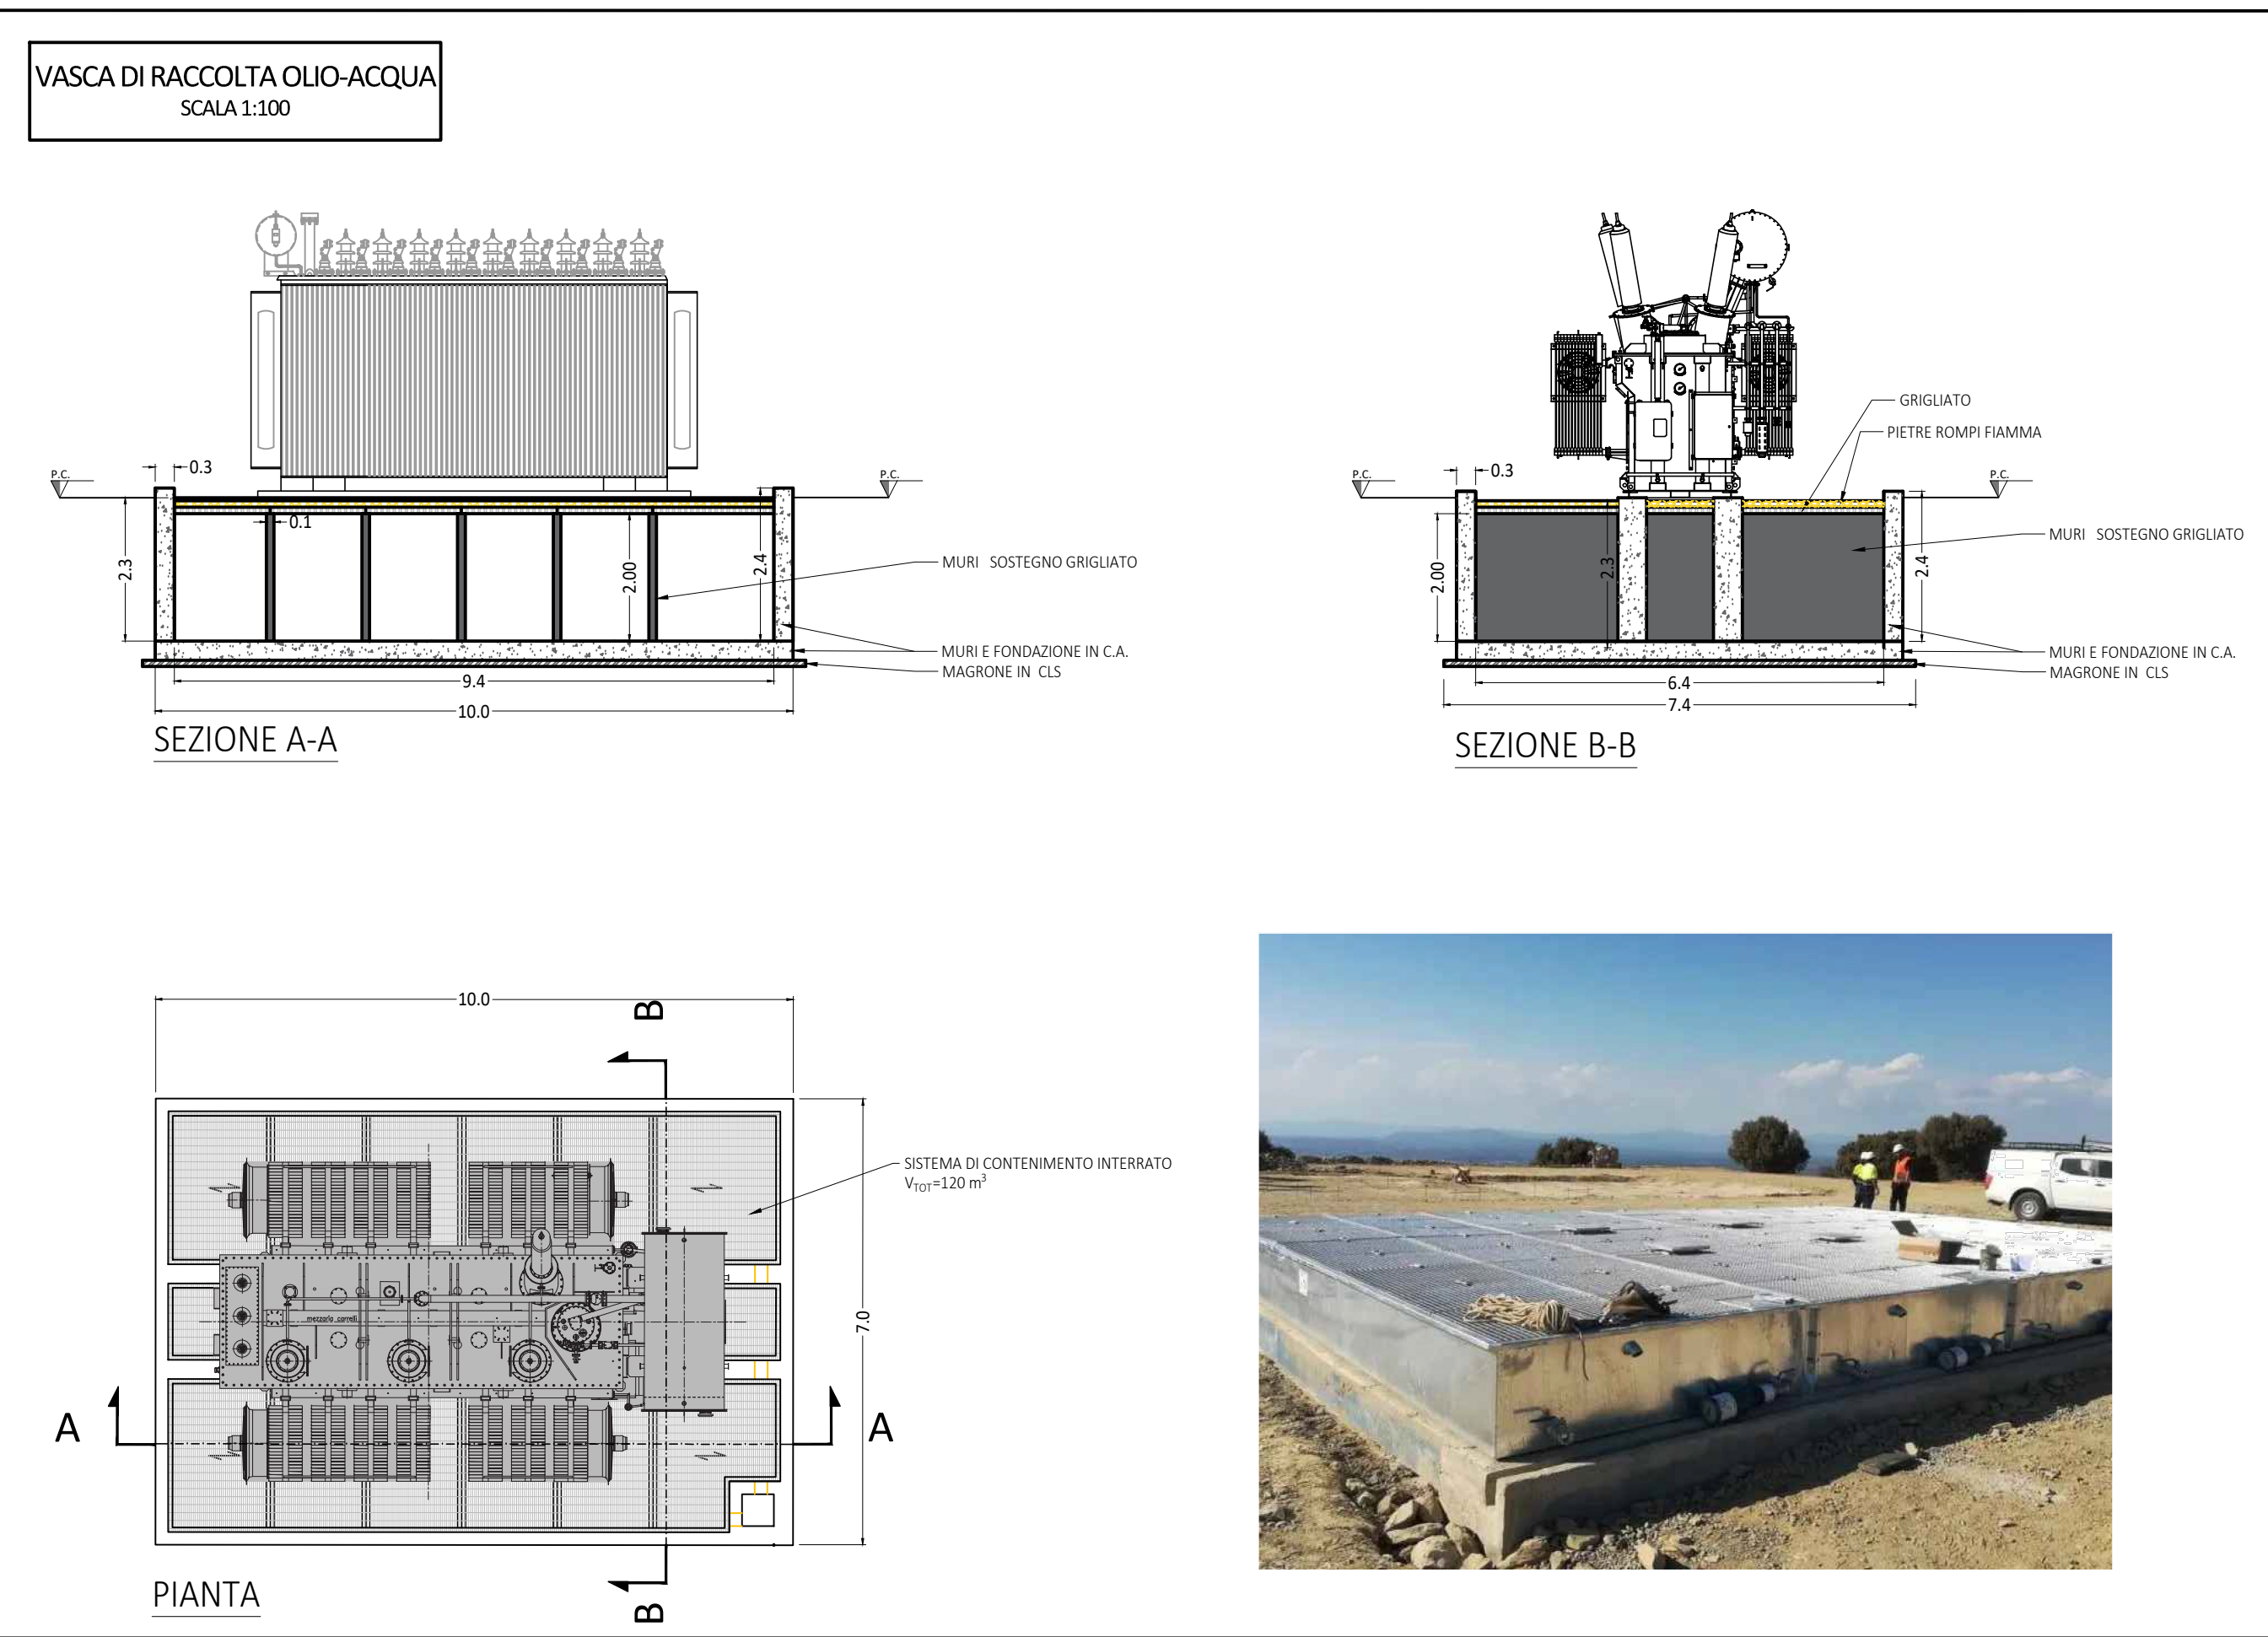 VASCA DI RACCOLTA OLIO-ACQUA
SCALA 1:100
P.C.
0.3
P.C.
0.1
2.3
2.00
2.4
MURI SOSTEGNO GRIGLIATO
MURI E FONDAZIONE IN C.A.
MAGRONE IN CLS
9.4
10.0
SEZIONE A-A
GRIGLIATO
PIETRE ROMPI FIAMMA
P.C.
0.3
P.C.
MURI SOSTEGNO GRIGLIATO
2.00
2.3
2.4
MURI E FONDAZIONE IN C.A.
MAGRONE IN CLS
6.4
7.4
SEZIONE B-B
10.0
B
SISTEMA DI CONTENIMENTO INTERRATO
VTOT=120 m³
mezzaria carrelli
7.0
A
A
PIANTA
B